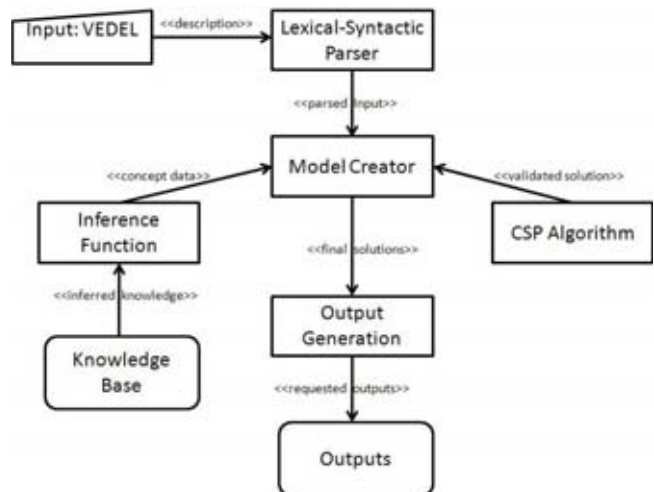 Input: VEDEL
<<description>>
Lexical-Syntactic
Parser
<<parsed input>>
<<concept data>>
Model Creator
<<validated solution>>
Inference
Function
CSP Algorithm
<<final solutions>>
<<inferred knowledge>>
Output
Generation
Knowledge
Base
<<requested outputs>>
Outputs